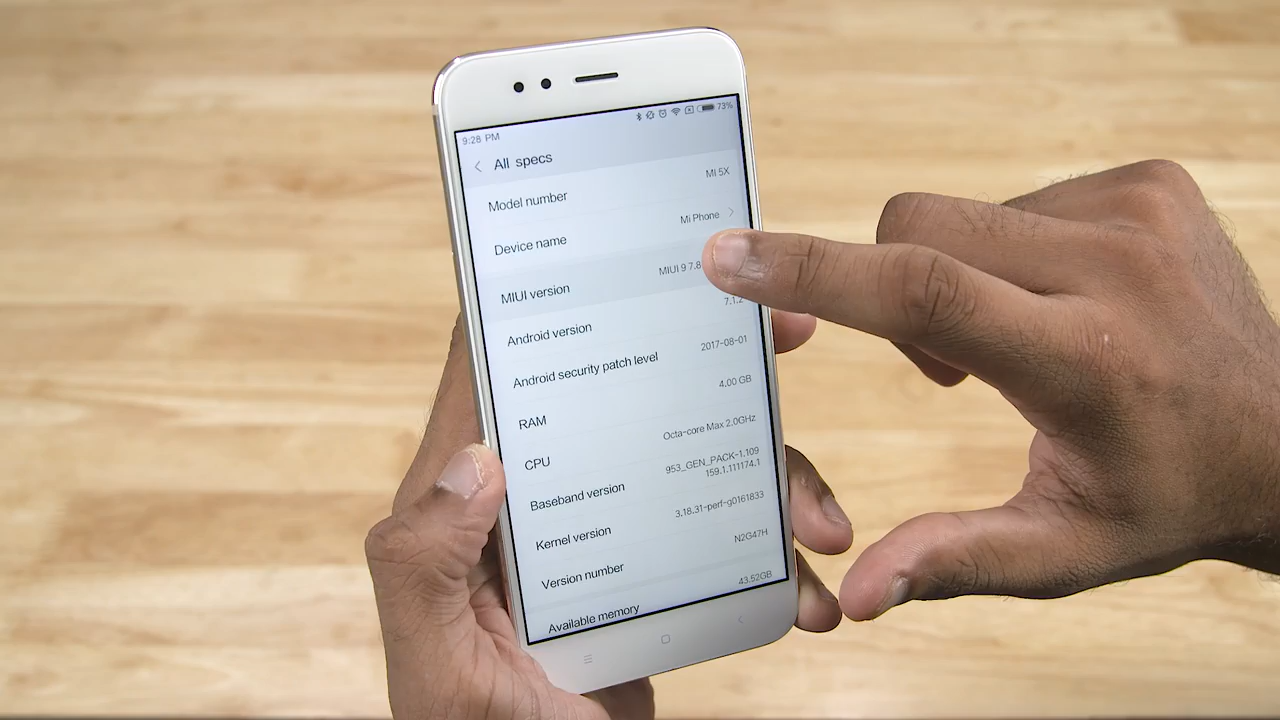 9:28 PM 73%
All specs
Model number MI 5X
Device name Mi Phone
MIUI version MIUI 9 7.8
Android version 7.1.2
Android security patch level 2017-08-01
RAM 4.00 GB
CPU Octa-core Max 2.0GHz
Baseband version 953_GEN_PACK-1.109
159.1.111174.1
Kernel version 3.18.31-perf-g0161833
Version number N2G47H
Available memory 43.52GB